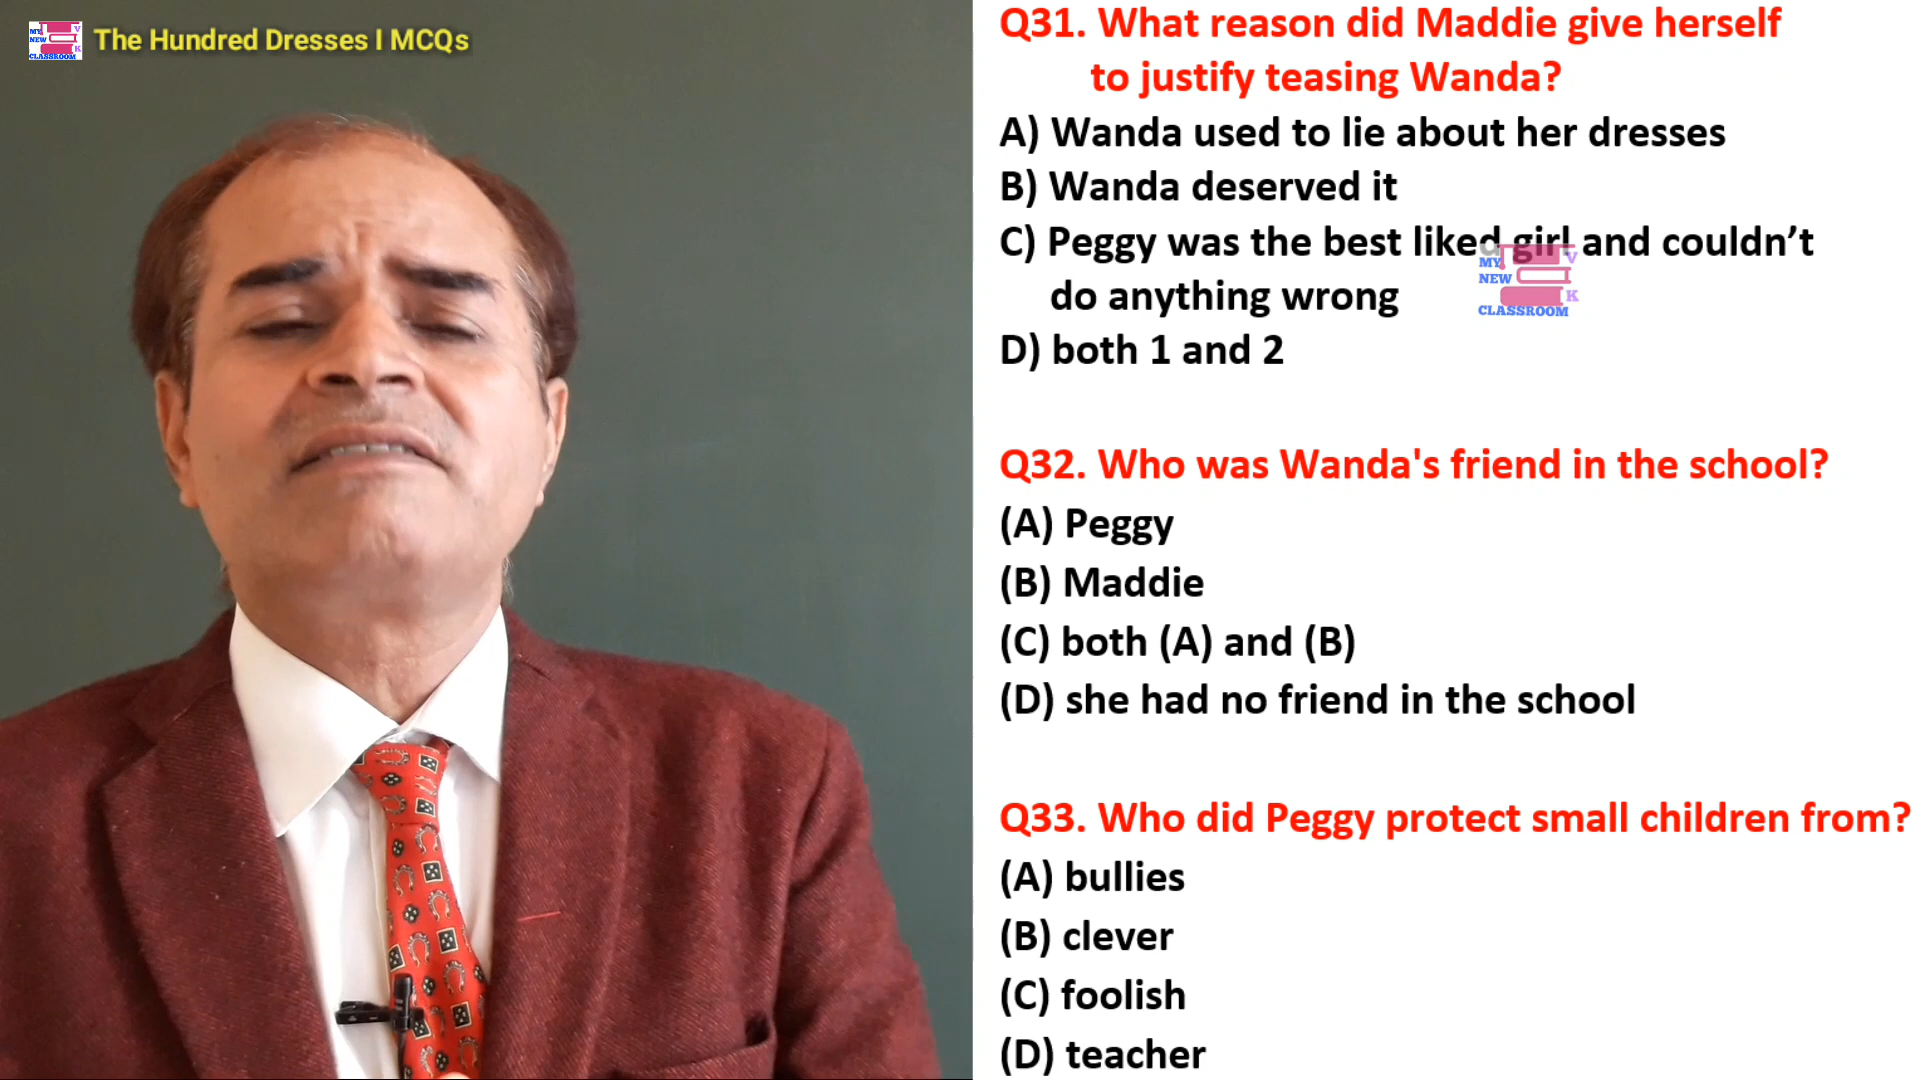 MY
NEW
CLASSROOM
V
K
The Hundred Dresses I MCQs
Q31. What reason did Maddie give herself
to justify teasing Wanda?
A) Wanda used to lie about her dresses
B) Wanda deserved it
C) Peggy was the best liked girl and couldn’t
do anything wrong
D) both 1 and 2
MY
NEW
CLASSROOM
V
K
Q32. Who was Wanda's friend in the school?
(A) Peggy
(B) Maddie
(C) both (A) and (B)
(D) she had no friend in the school
Q33. Who did Peggy protect small children from?
(A) bullies
(B) clever
(C) foolish
(D) teacher